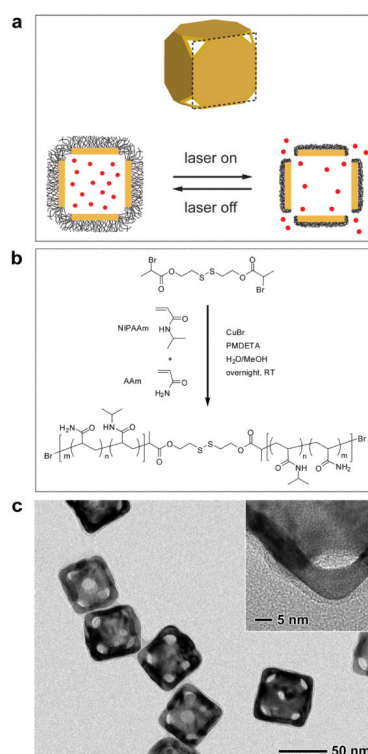 a
laser on
laser off
b
Br
O
O
S
S
O
O
Br
NIPAAm
O
HN
+
AAm
O
H₂N
CuBr
PMDETA
H₂O/MeOH
overnight, RT
H₂N
O
HN
O
Br
m
n
O
O
S
S
O
O
n
m
Br
O
NH
O
NH₂
c
5 nm
50 nm